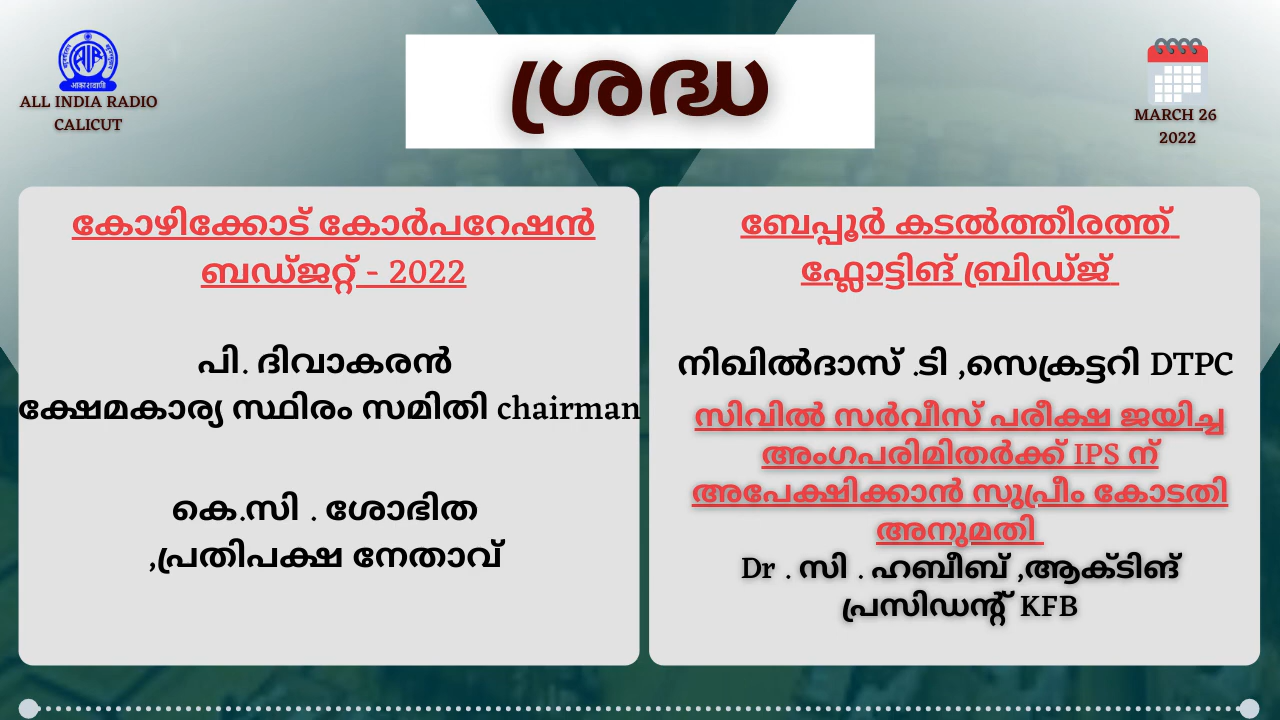 ALL INDIA RADIO
CALICUT
ശ്രദ്ധ
MARCH 26
2022
കോഴിക്കോട് കോർപറേഷൻ
ബഡ്ജറ്റ് - 2022
പി. ദിവാകരൻ
ക്ഷേമകാര്യ സ്ഥിരം സമിതി chairman
കെ.സി . ശോഭിത
,പ്രതിപക്ഷ നേതാവ്
ബേപ്പൂർ കടൽത്തീരത്ത്
ഫ്ലോട്ടിങ് ബ്രിഡ്ജ്
നിഖിൽദാസ് .ടി ,സെക്രട്ടറി DTPC
സിവിൽ സർവീസ് പരീക്ഷ ജയിച്ച
അംഗപരിമിതർക്ക് IPS ന്
അപേക്ഷിക്കാൻ സുപ്രീം കോടതി
അനുമതി
Dr . സി . ഹബീബ് ,ആക്ടിങ്
പ്രസിഡന്റ് KFB